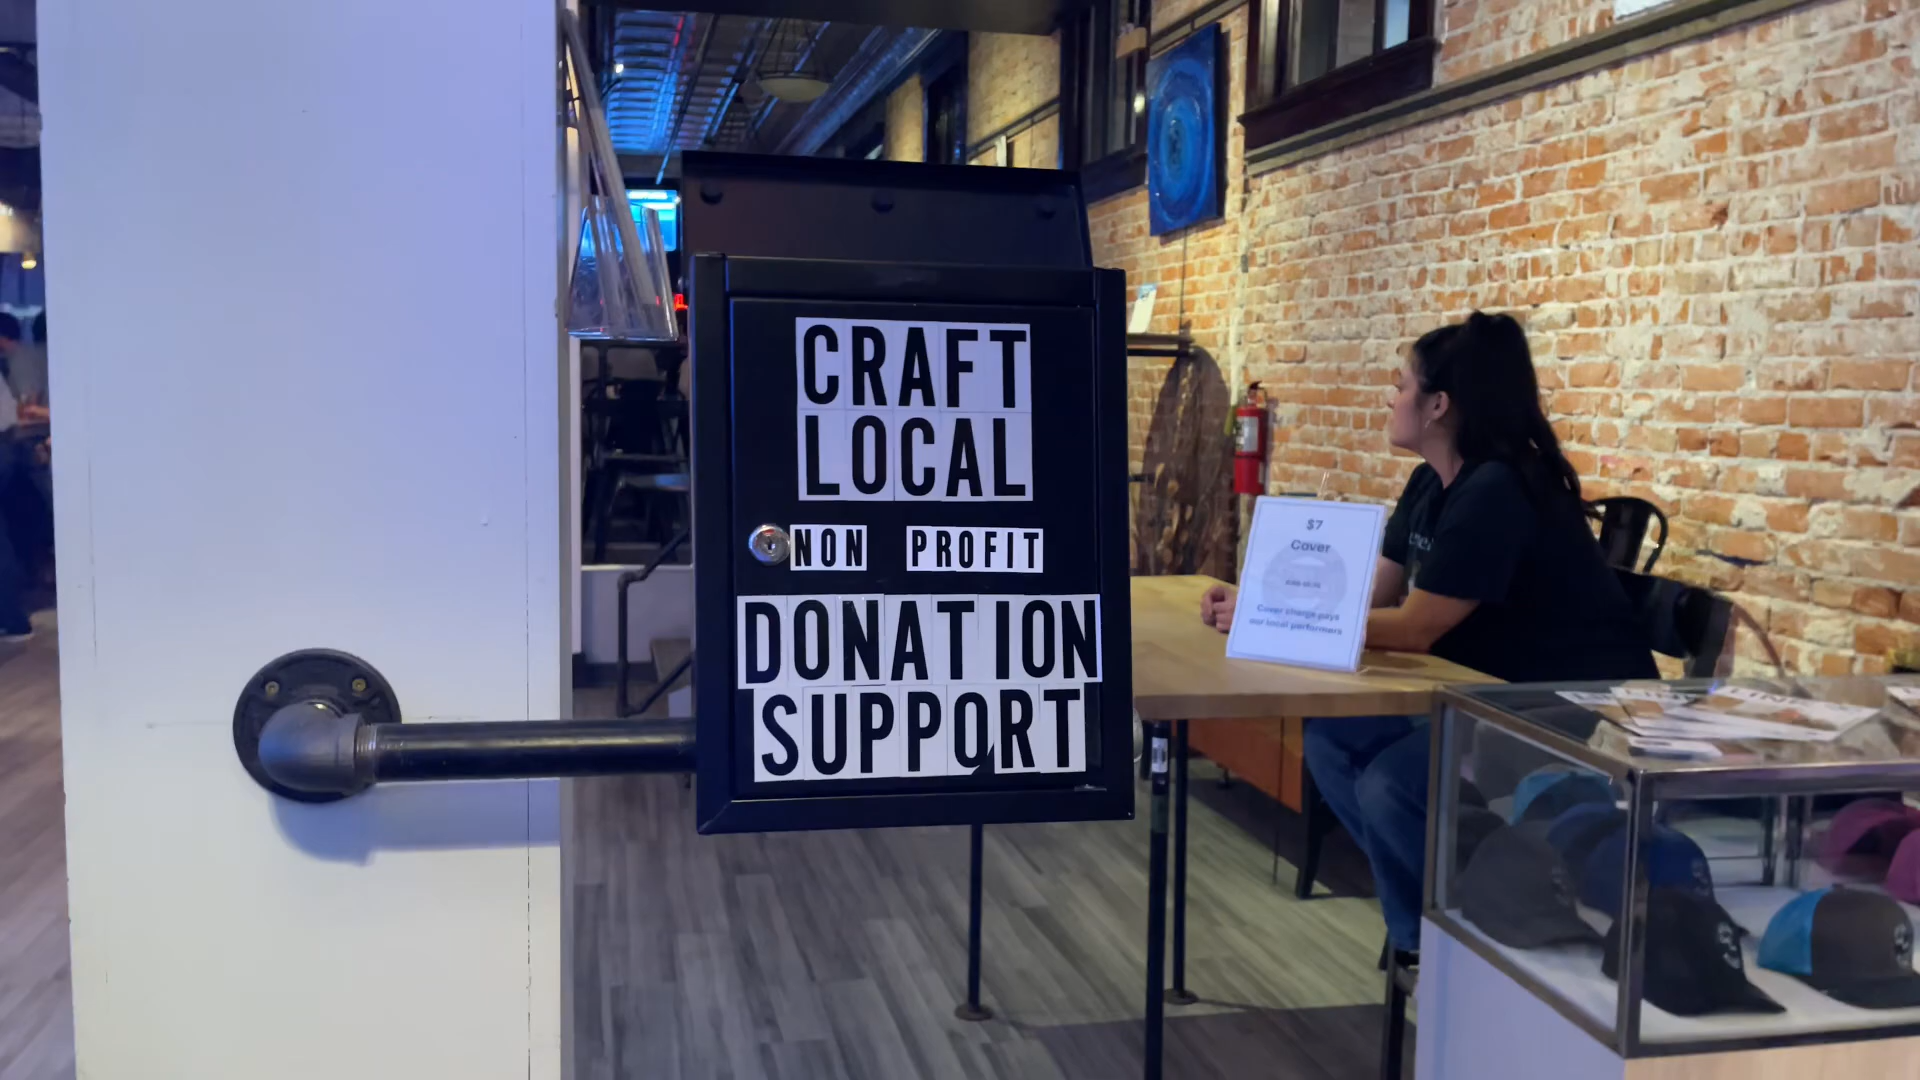 CRAFT
LOCAL
NON PROFIT
DONATION
SUPPORT
$7
Cover
Cover charge pays
our local performers